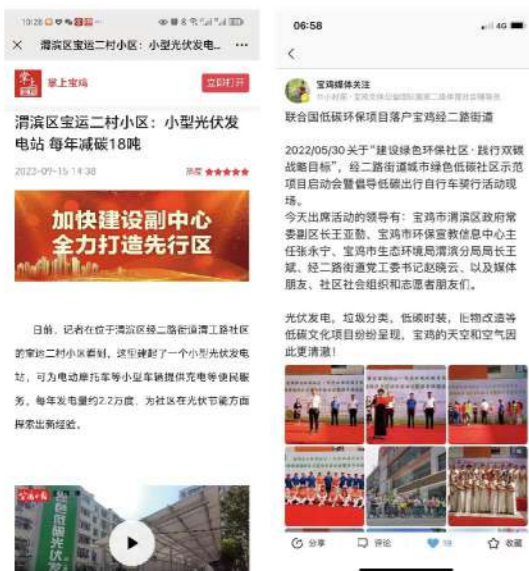 10:26
渭滨区宝运二村小区：小型光伏发电...
掌上宝鸡
立即打开
渭滨区宝运二村小区：小型光伏发
电站 每年减碳18吨
2023-09-15 14:38
热度 ★★★★★
加快建设副中心
全力打造先行区
日前，记者在位于渭滨区经二路街道渭工路社区
的宝运二村小区看到，这里建起了一个小型光伏发电
站，可为电动摩托车等小型车辆提供充电等便民服
务，每年发电量约2.2万度，为社区在光伏节能方面
探索出新经验。
绿色低碳光伏发
06:58
4G
宝鸡媒体关注
联合国低碳环保项目落户宝鸡经二路街道
2022/05/30 关于“建设绿色环保社区·践行双碳
战略目标”，经二路街道城市绿色低碳社区示范
项目启动会暨倡导低碳出行自行车骑行活动现
场。
今天出席活动的领导有：宝鸡市渭滨区政府常
委副区长王亚勤、宝鸡市环保宣教信息中心主
任张永宁、宝鸡市生态环境局渭滨分局局长王
斌、经二路街道党工委书记赵晓云、以及媒体
朋友、社区社会组织和志愿者朋友们。
光伏发电，垃圾分类，低碳时装，旧物改造等
低碳文化项目纷纷呈现，宝鸡的天空和空气因
此更清澈！
分享
评论
19
收藏